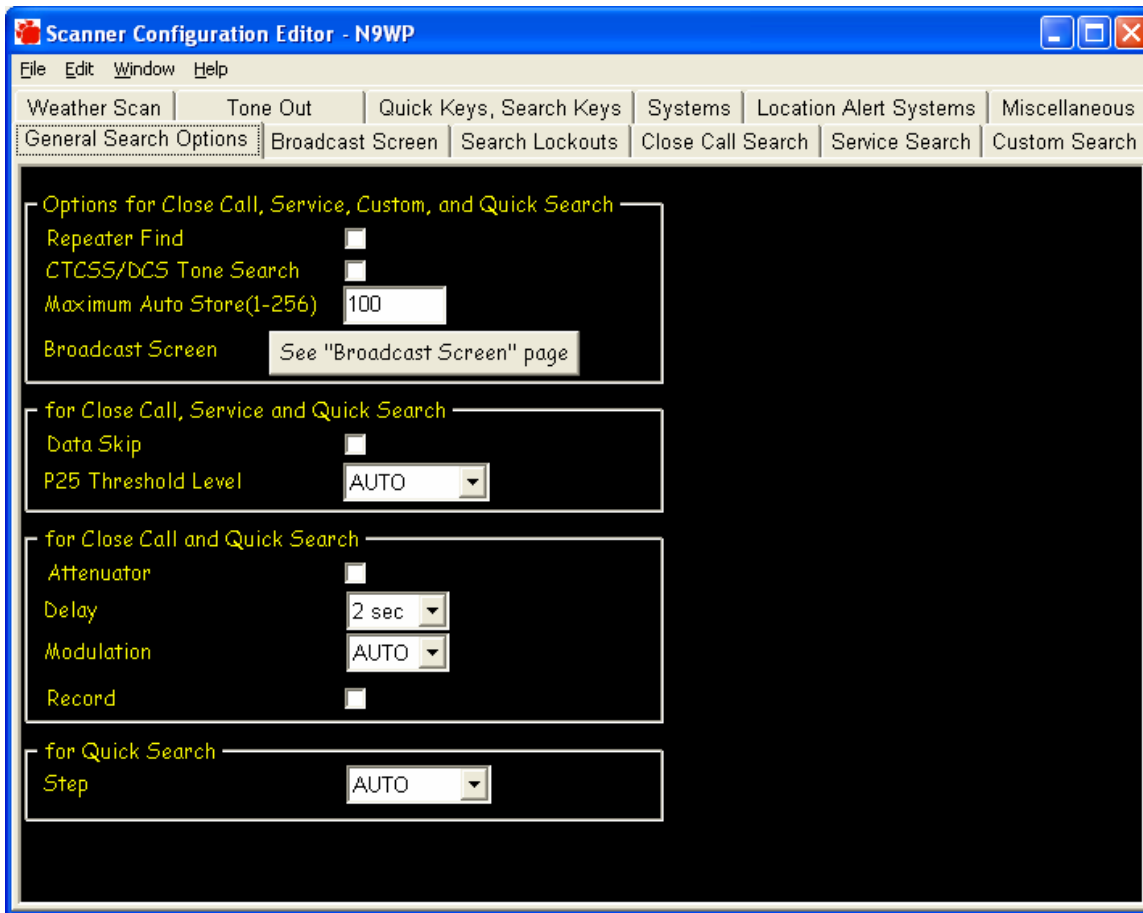 Scanner Configuration Editor - N9WP
File Edit Window Help
Weather Scan Tone Out Quick Keys, Search Keys Systems Location Alert Systems Miscellaneous
General Search Options Broadcast Screen Search Lockouts Close Call Search Service Search Custom Search
Options for Close Call, Service, Custom, and Quick Search
Repeater Find
CTCSS/DCS Tone Search
Maximum Auto Store(1-256) 100
Broadcast Screen See "Broadcast Screen" page
for Close Call, Service and Quick Search
Data Skip
P25 Threshold Level AUTO
for Close Call and Quick Search
Attenuator
Delay 2 sec
Modulation AUTO
Record
for Quick Search
Step AUTO